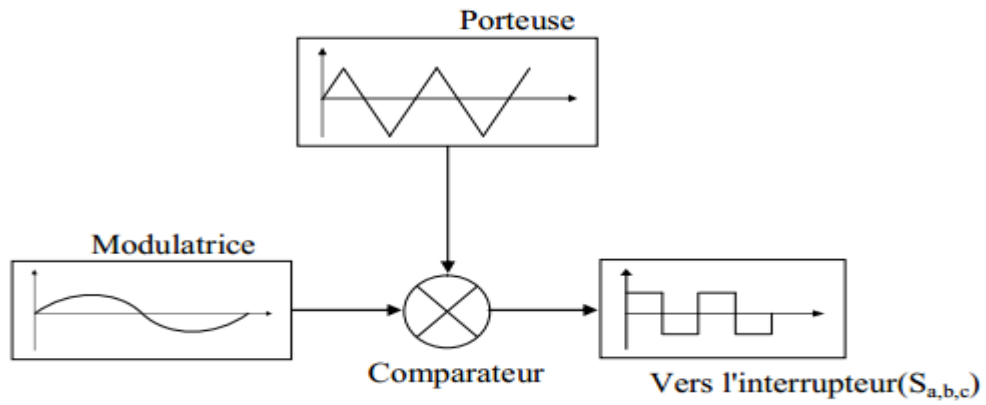 Porteuse
Modulatrice
Comparateur
Vers l'interrupteur(Sa,b,c)